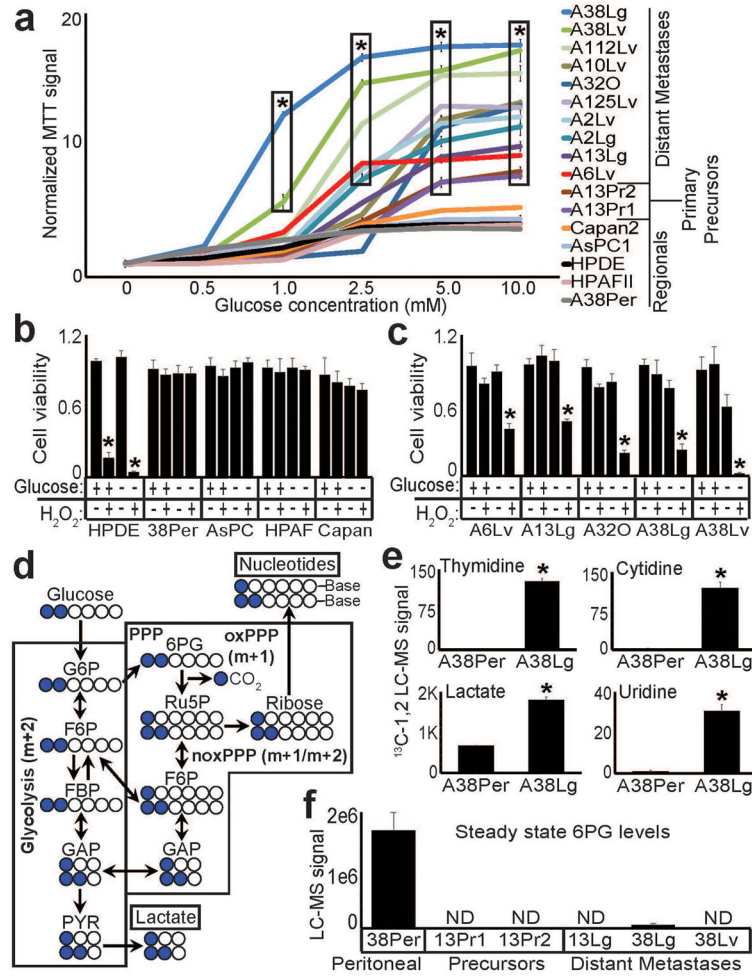 a
20
10
1
Normalized MTT signal
* * * *
0 0.5 1.0 2.5 5.0 10.0
Glucose concentration (mM)
A38Lg
A38Lv
A112Lv
A10Lv
A32O
A125Lv
A2Lv
A2Lg
A13Lg
A6Lv
A13Pr2
A13Pr1
Capan2
AsPC1
HPDE
HPAFII
A38Per
Distant Metastases
Primary Precursors
Regionals
b
1.2
0.6
0
Cell viability
* *
Glucose: + + - - + + - - + + - - + + - - + + - -
H2O2: - + - + - + - + - + - + - + - + - + - +
HPDE 38Per AsPC HPAF Capan
c
1.2
0.6
0
Cell viability
* * * * *
Glucose: + + - - + + - - + + - - + + - - + + - -
H2O2: - + - + - + - + - + - + - + - + - + - +
A6Lv A13Lg A32O A38Lg A38Lv
d
Nucleotides
Base
Base
Glucose
PPP
6PG
oxPPP
(m+1)
CO2
G6P
Ru5P
Ribose
F6P
noxPPP (m+1/m+2)
FBP
F6P
GAP
GAP
PYR
Lactate
Glycolysis (m+2)
e
13C-1,2 LC-MS signal
Thymidine
150
75
0
*
A38Per A38Lg
Cytidine
150
75
0
*
A38Per A38Lg
Lactate
2K
1K
0
*
A38Per A38Lg
Uridine
40
20
0
*
A38Per A38Lg
f
LC-MS signal
2e6
1e6
0
Steady state 6PG levels
ND ND ND ND
38Per 13Pr1 13Pr2 13Lg 38Lg 38Lv
Peritoneal Precursors Distant Metastases